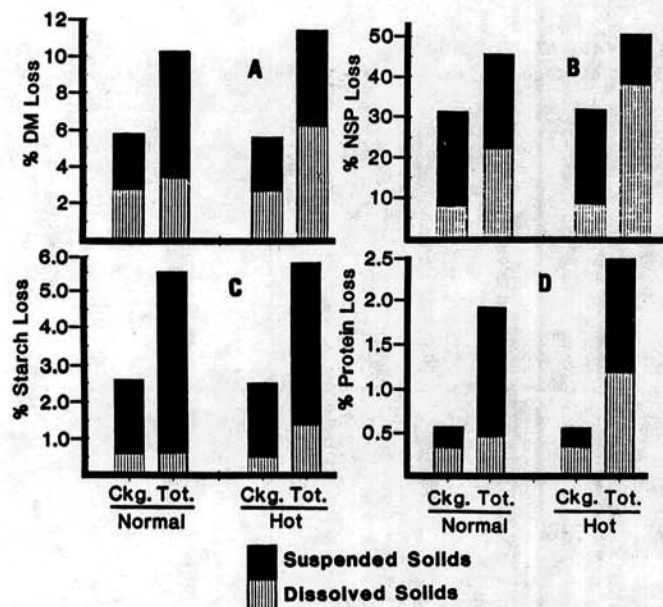 % DM Loss
12
10
8
6
4
2
A
% NSP Loss
50
40
30
20
10
B
% Starch Loss
6.0
5.0
3.0
2.0
1.0
C
Ckg. Tot.
Normal
Ckg. Tot.
Hot
% Protein Loss
2.5
2.0
1.5
1.0
0.5
D
Ckg. Tot.
Normal
Ckg. Tot.
Hot
Suspended Solids
Dissolved Solids